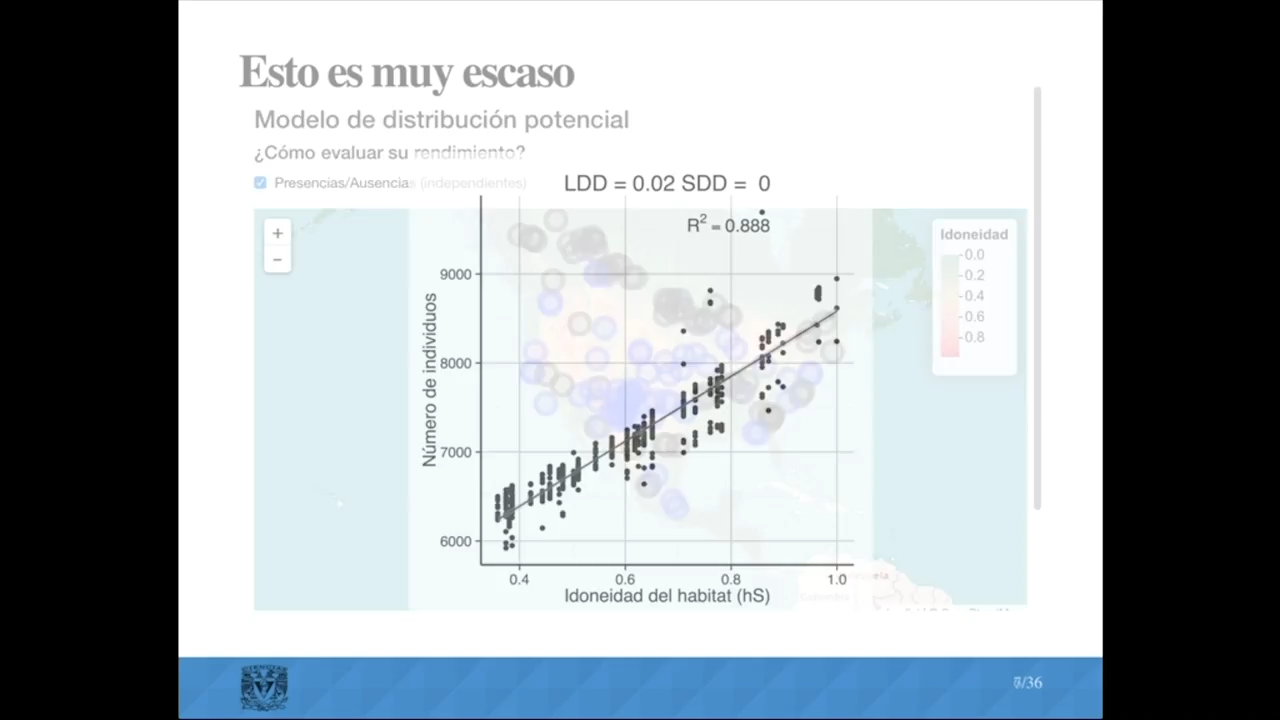 Esto es muy escaso
Modelo de distribución potencial
¿Cómo evaluar su rendimiento?
Presencias/Ausencias (independientes)
LDD = 0.02 SDD = 0
R² = 0.888
+
−
Idoneidad
0.0
0.2
0.4
0.6
0.8
9000
8000
7000
6000
Número de individuos
0.4 0.6 0.8 1.0
Idoneidad del habitat (hS)
Colombia
/36